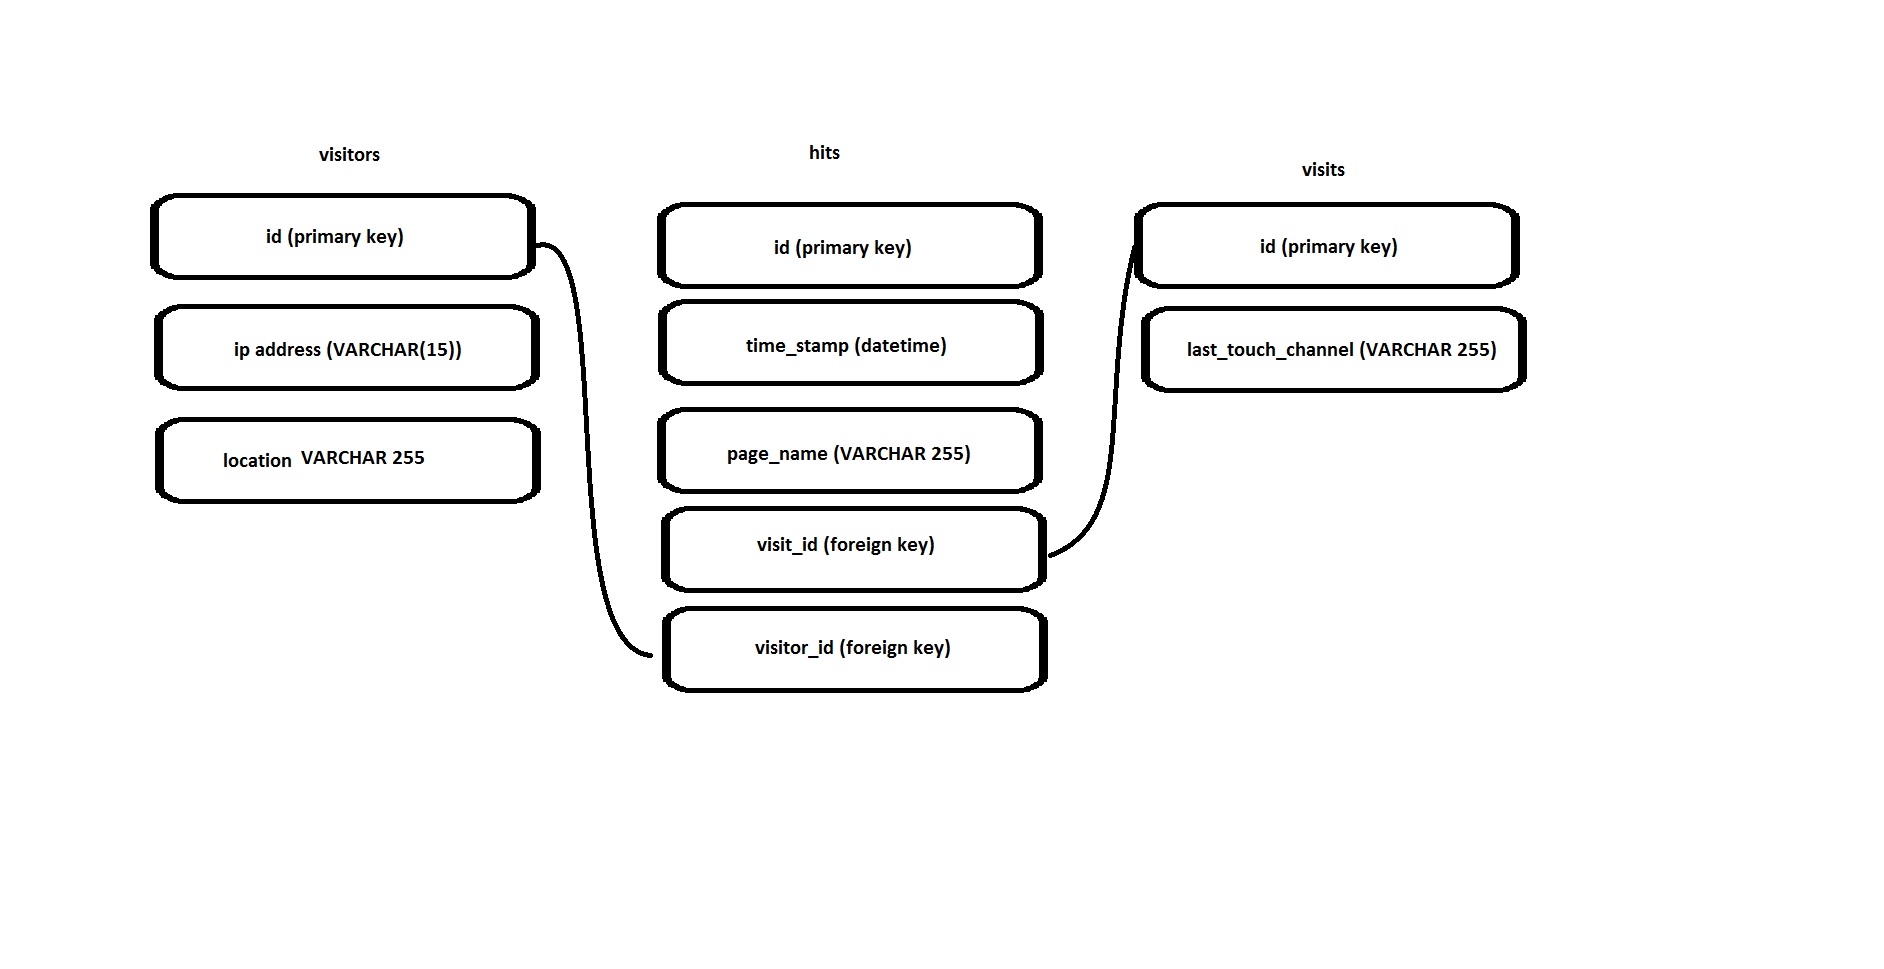 visitors
id (primary key)
ip address (VARCHAR(15))
location VARCHAR 255
hits
id (primary key)
time_stamp (datetime)
page_name (VARCHAR 255)
visit_id (foreign key)
visitor_id (foreign key)
visits
id (primary key)
last_touch_channel (VARCHAR 255)